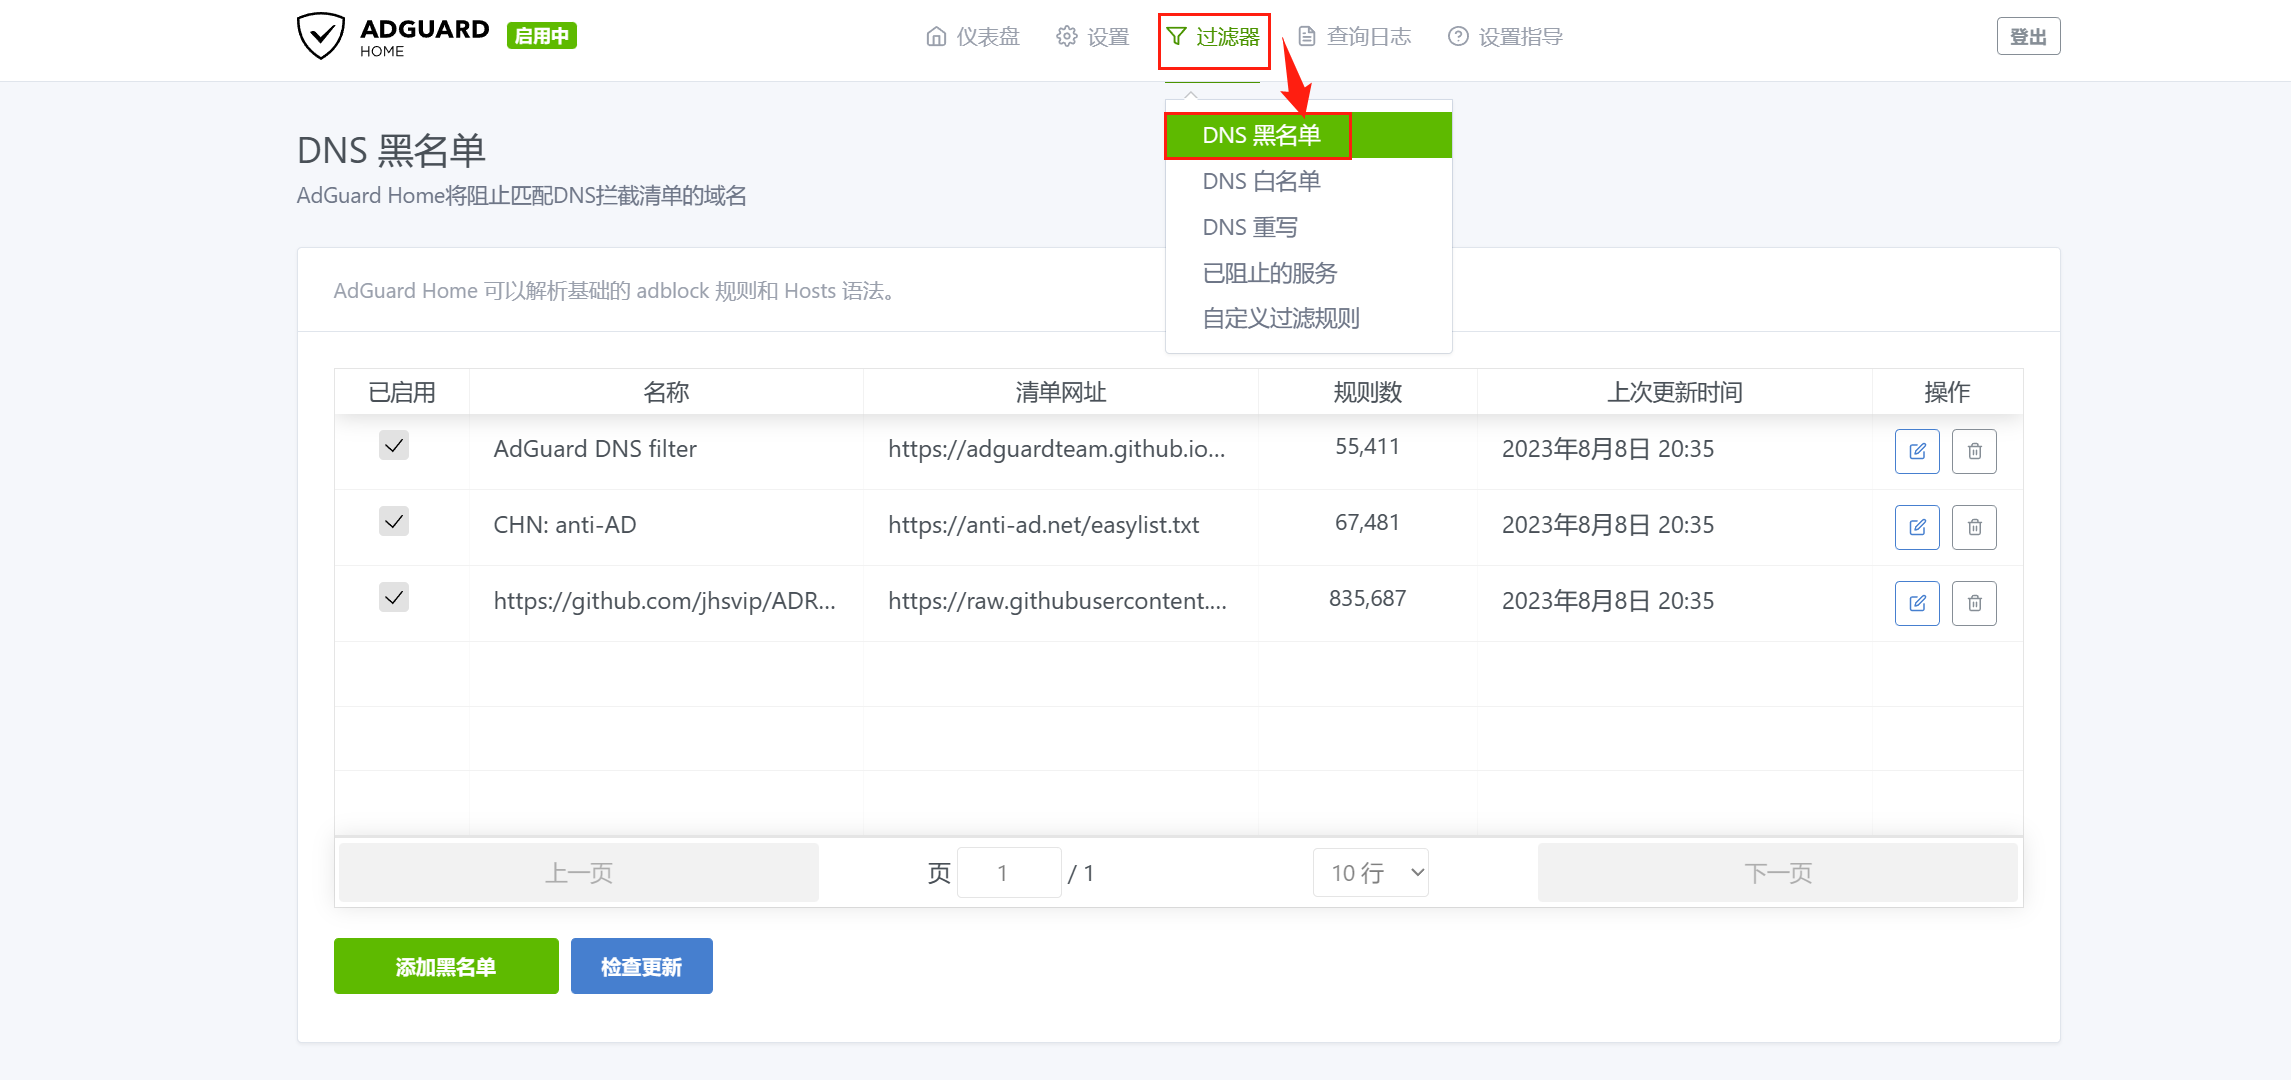 ADGUARD
HOME
启用中
仪表盘
设置
过滤器
查询日志
设置指导
登出
DNS 黑名单
DNS 白名单
DNS 重写
已阻止的服务
自定义过滤规则
DNS 黑名单
AdGuard Home将阻止匹配DNS拦截清单的域名
AdGuard Home 可以解析基础的 adblock 规则和 Hosts 语法。
已启用 名称 清单网址 规则数 上次更新时间 操作
AdGuard DNS filter https://adguardteam.github.io... 55,411 2023年8月8日 20:35
CHN: anti-AD https://anti-ad.net/easylist.txt 67,481 2023年8月8日 20:35
https://github.com/jhsvip/ADR... https://raw.githubusercontent.... 835,687 2023年8月8日 20:35
上一页 页 1 / 1 10 行 下一页
添加黑名单 检查更新